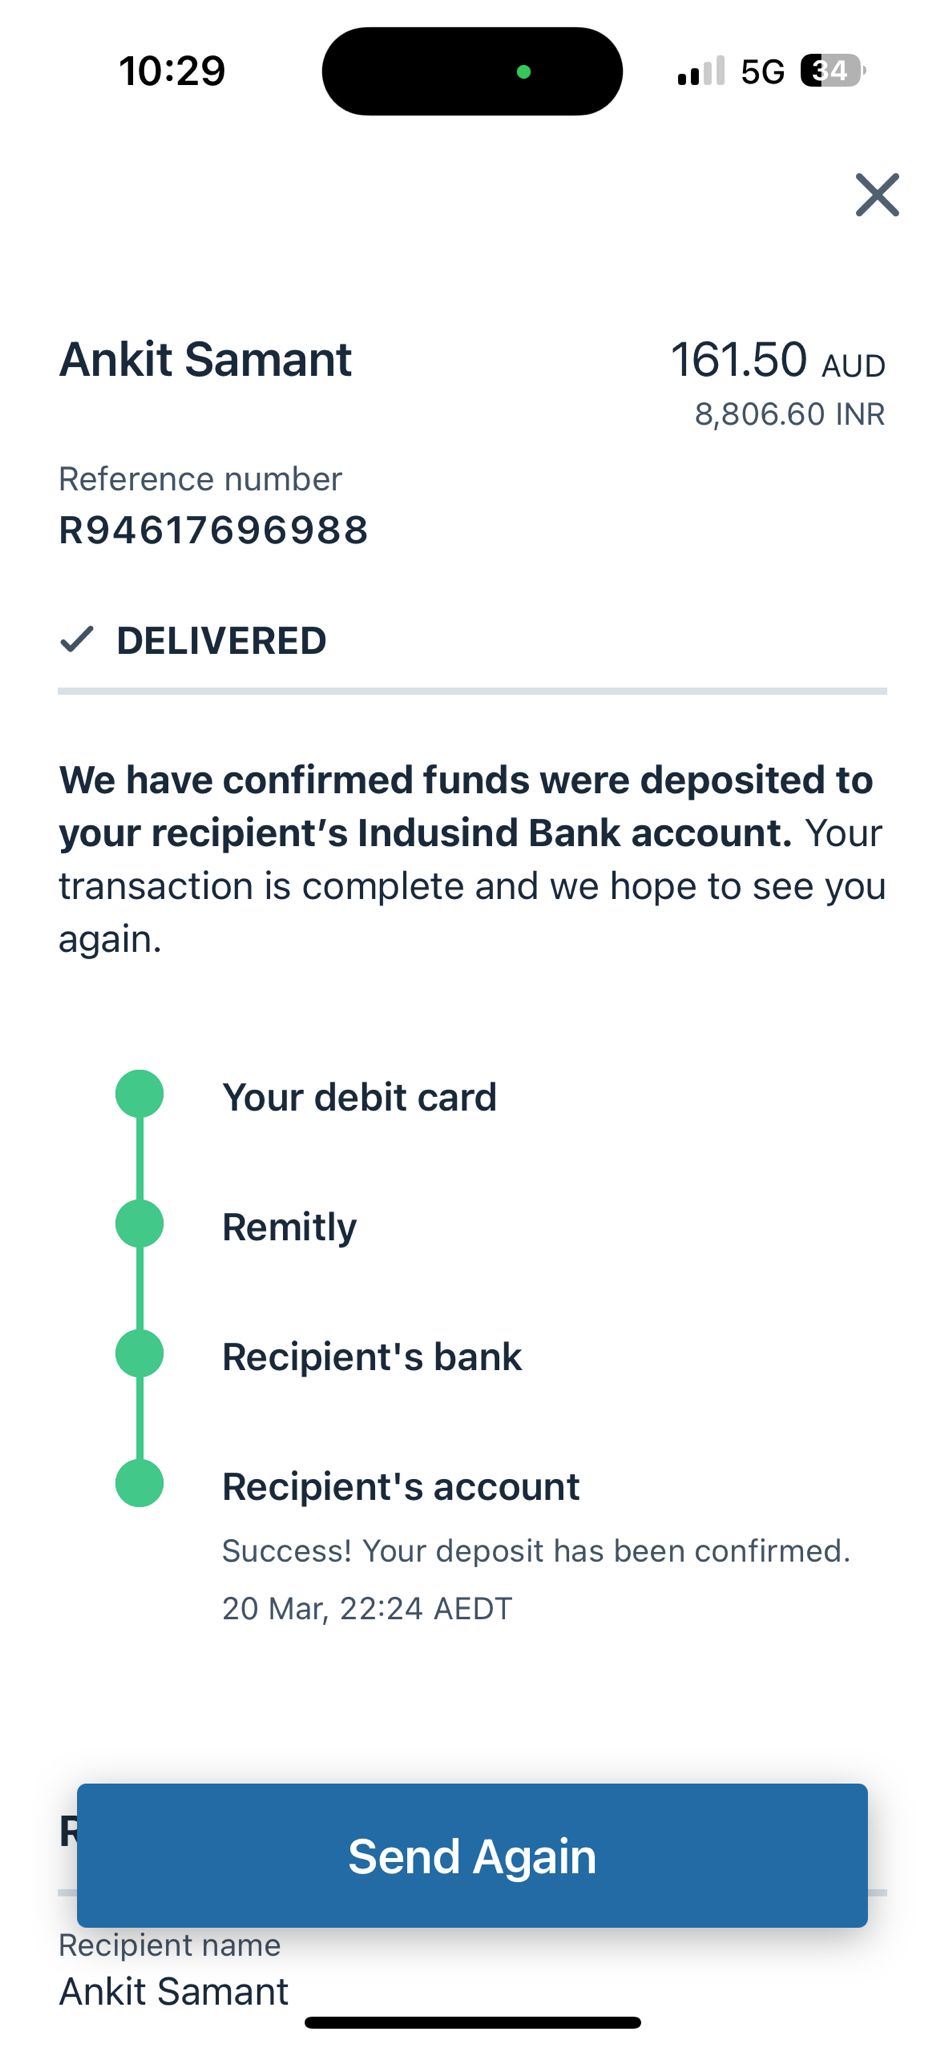 10:29
5G
34
Ankit Samant
161.50 AUD
8,806.60 INR
Reference number
R94617696988
DELIVERED
We have confirmed funds were deposited to
your recipient’s Indusind Bank account. Your
transaction is complete and we hope to see you
again.
Your debit card
Remitly
Recipient's bank
Recipient's account
Success! Your deposit has been confirmed.
20 Mar, 22:24 AEDT
Send Again
Recipient name
Ankit Samant